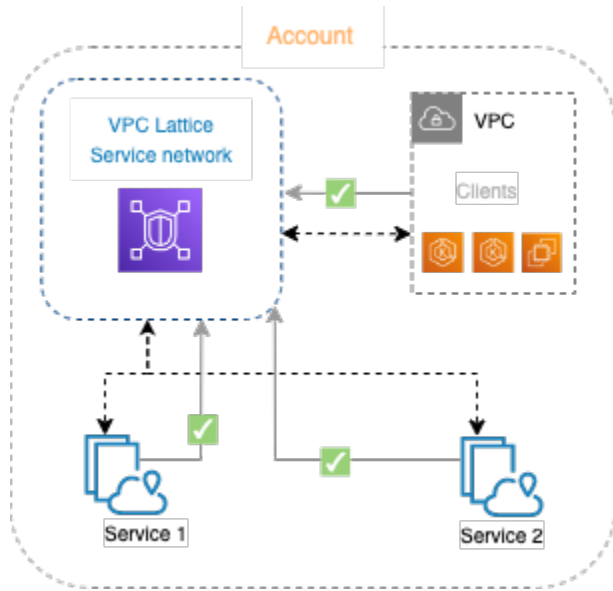 Account
VPC Lattice
Service network
VPC
Clients
Service 1
Service 2